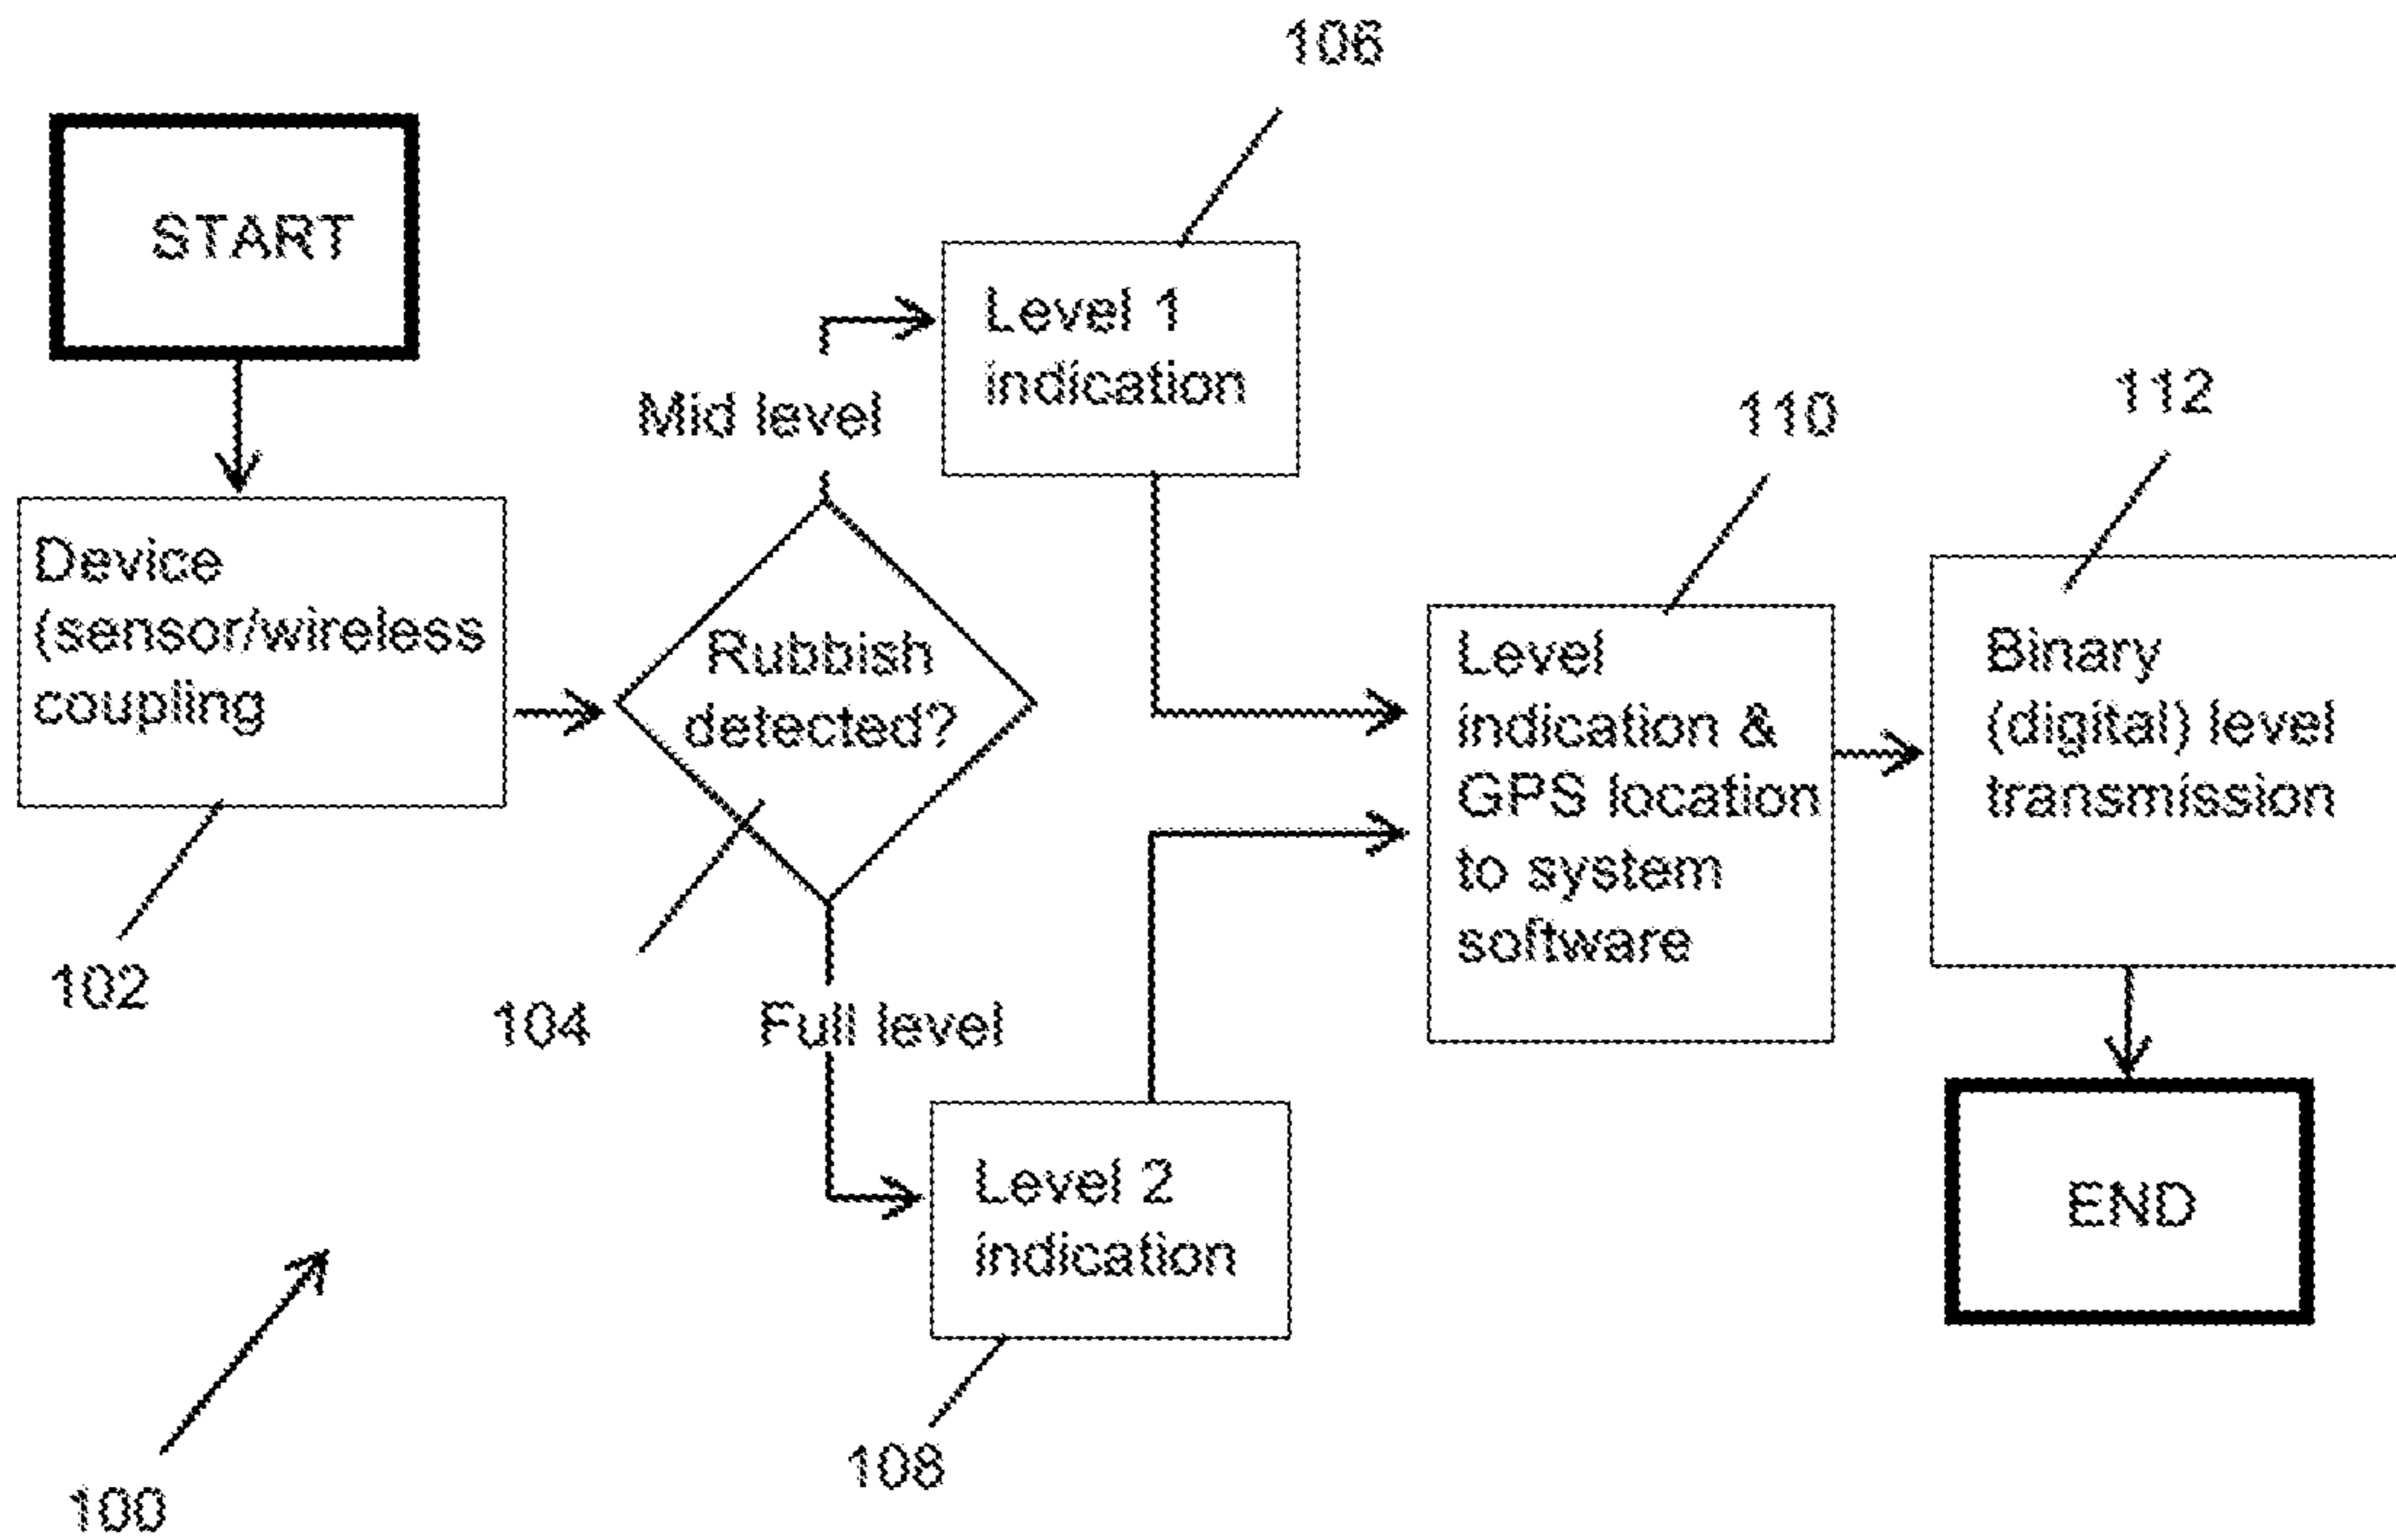 106
START
Level 1
indication
Mid level
110
112
Device
(sensor/wireless
coupling
Rubbish
detected?
Level
indication &
GPS location
to system
software
Binary
(digital) level
transmission
102
104
Full level
Level 2
indication
END
108
100